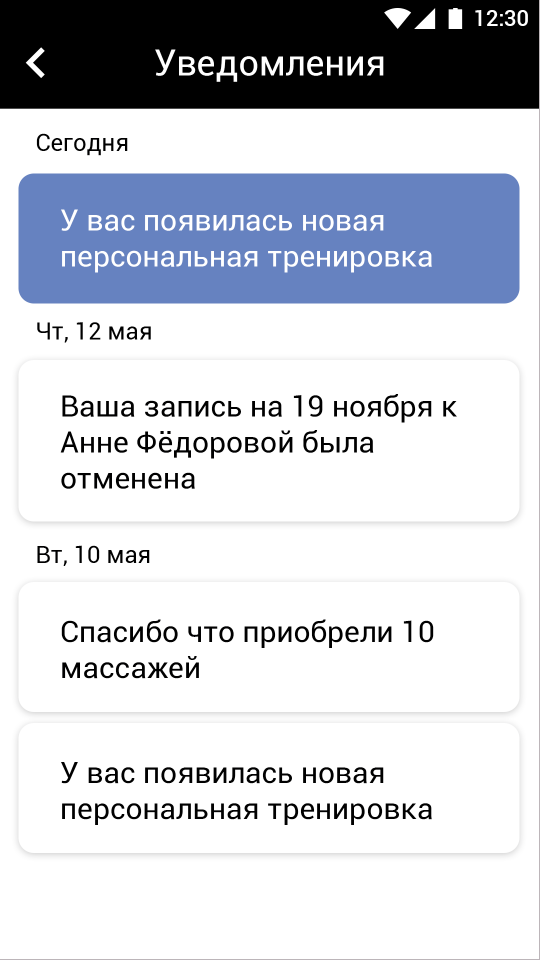 12:30
Уведомления
Сегодня
У вас появилась новая
персональная тренировка
Чт, 12 мая
Ваша запись на 19 ноября к
Анне Фёдоровой была
отменена
Вт, 10 мая
Спасибо что приобрели 10
массажей
У вас появилась новая
персональная тренировка